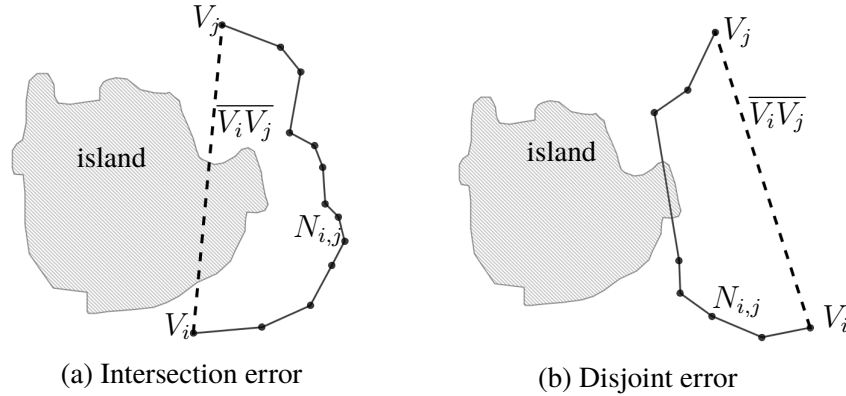 V_j
\overline{V_iV_j}
island
N_{i,j}
V_i
(a) Intersection error
V_j
\overline{V_iV_j}
island
N_{i,j}
V_i
(b) Disjoint error